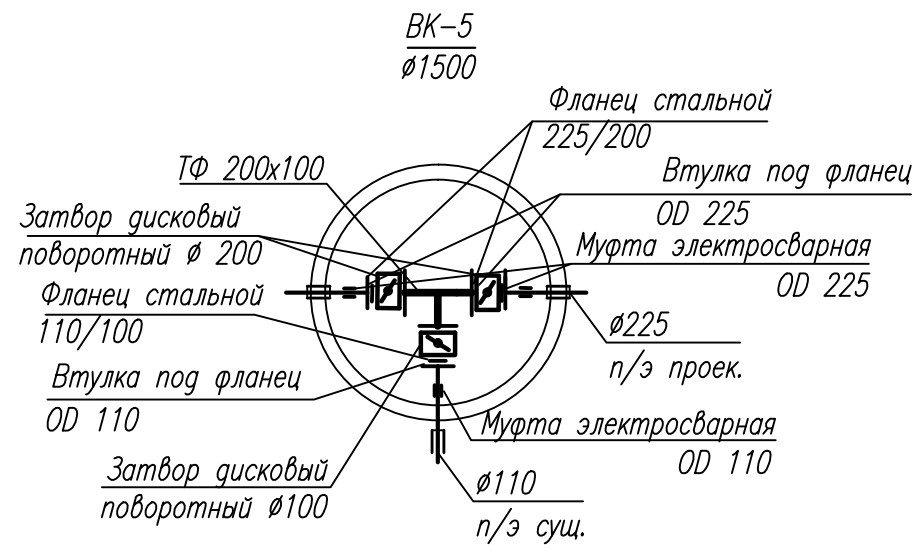 ВК-5
ø1500
Фланец стальной
225/200
ТФ 200х100
Втулка под фланец
OD 225
Затвор дисковый
поворотный Ø 200
Муфта электросварная
OD 225
Фланец стальной
110/100
ø225
п/э проек.
Втулка под фланец
OD 110
Муфта электросварная
OD 110
Затвор дисковый
поворотный ø100
ø110
п/э сущ.